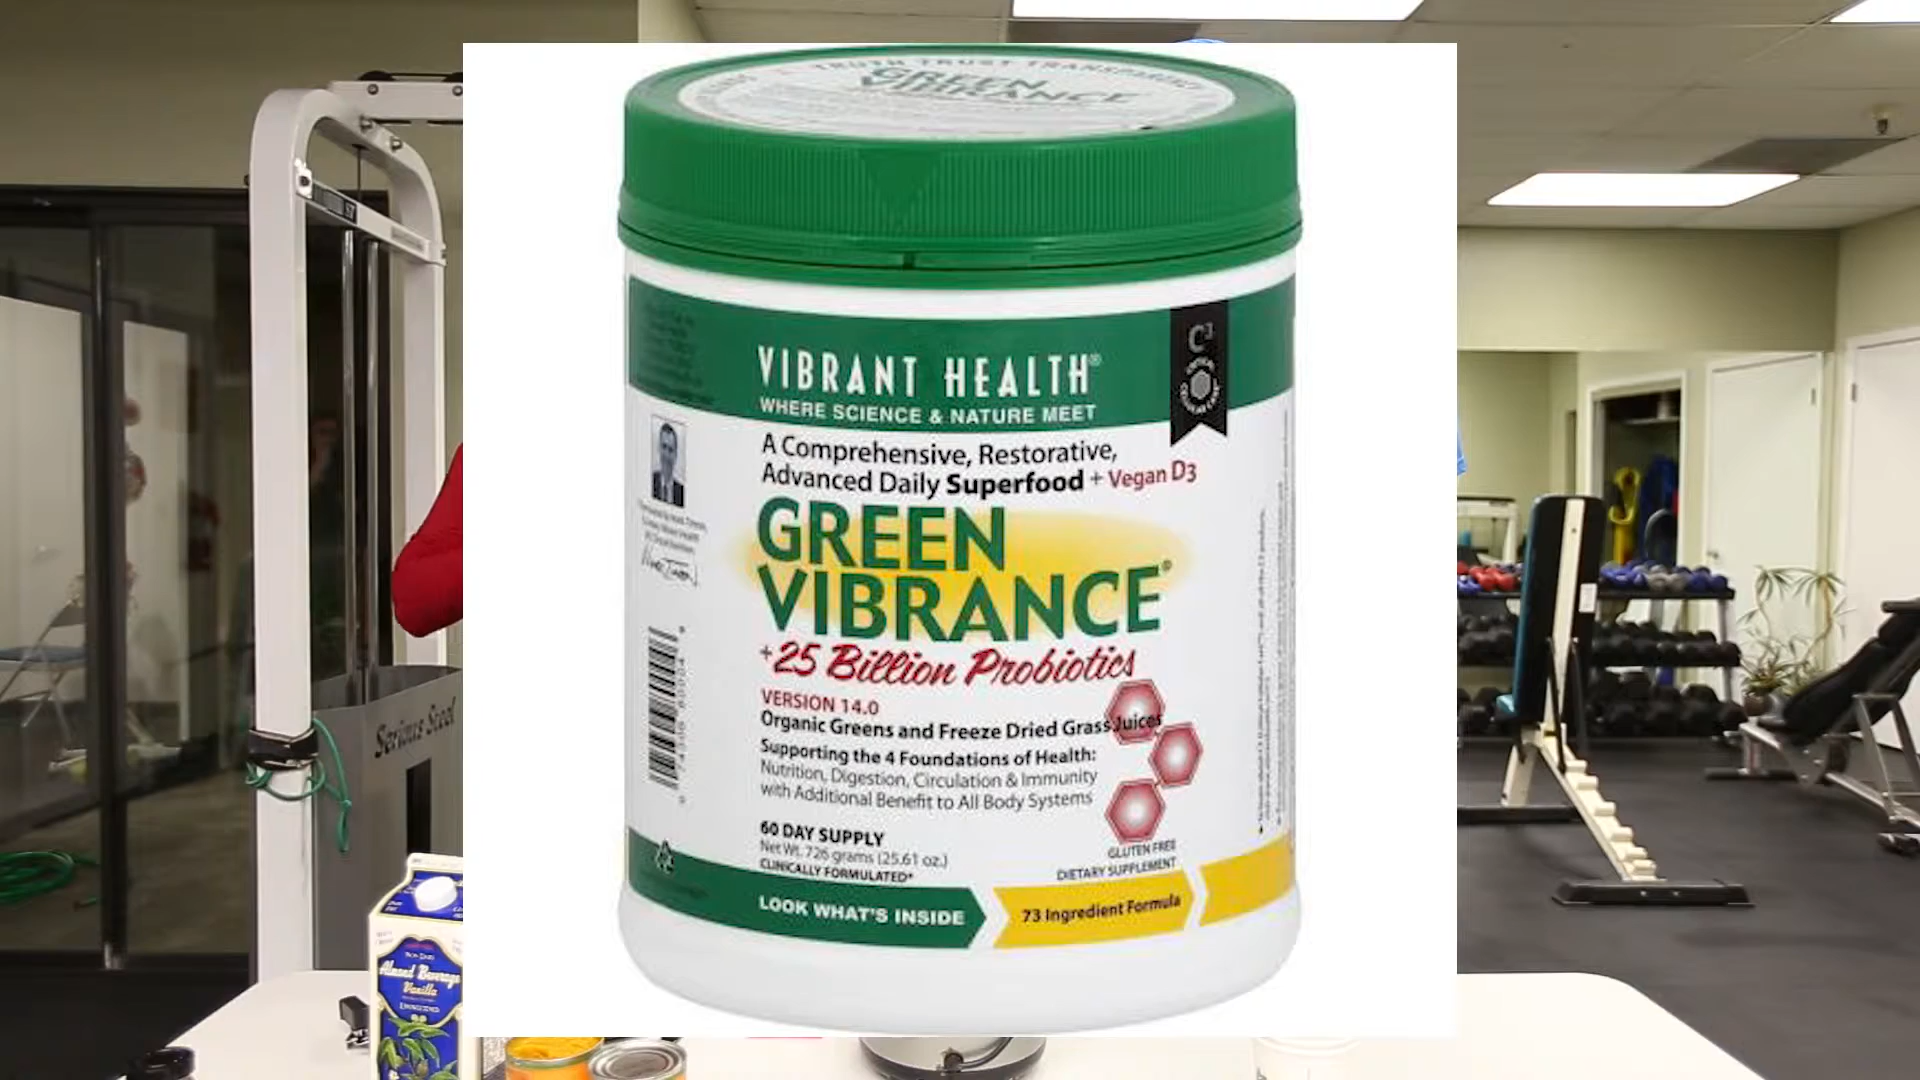 TRUTH TRUST TRANSPARENCY
GREEN
VIBRANCE
VIBRANT HEALTH®
WHERE SCIENCE & NATURE MEET
A Comprehensive, Restorative,
Advanced Daily Superfood + Vegan D3
GREEN
VIBRANCE®
+25 Billion Probiotics
VERSION 14.0
Organic Greens and Freeze Dried Grass Juices
Supporting the 4 Foundations of Health:
Nutrition, Digestion, Circulation & Immunity
with Additional Benefit to All Body Systems
60 DAY SUPPLY
Net Wt. 726 grams (25.61 oz.)
CLINICALLY FORMULATED*
GLUTEN FREE
DIETARY SUPPLEMENT
LOOK WHAT'S INSIDE
73 Ingredient Formula
Serious Steel
Almond Beverage
Vanilla